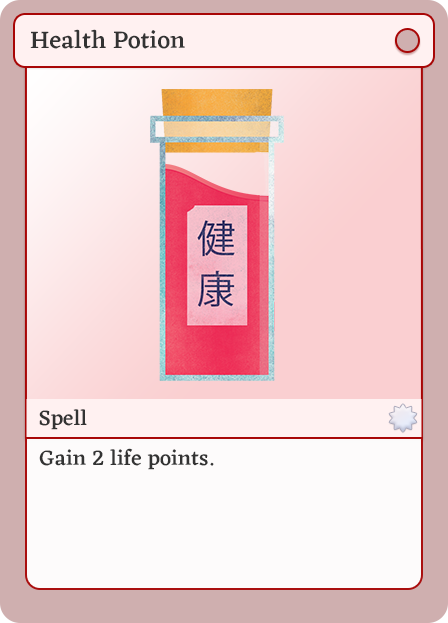 Health Potion
健
康
Spell
Gain 2 life points.